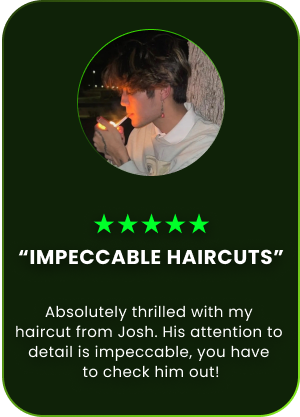 “IMPECCABLE HAIRCUTS”
Absolutely thrilled with my
haircut from Josh. His attention to
detail is impeccable, you have
to check him out!